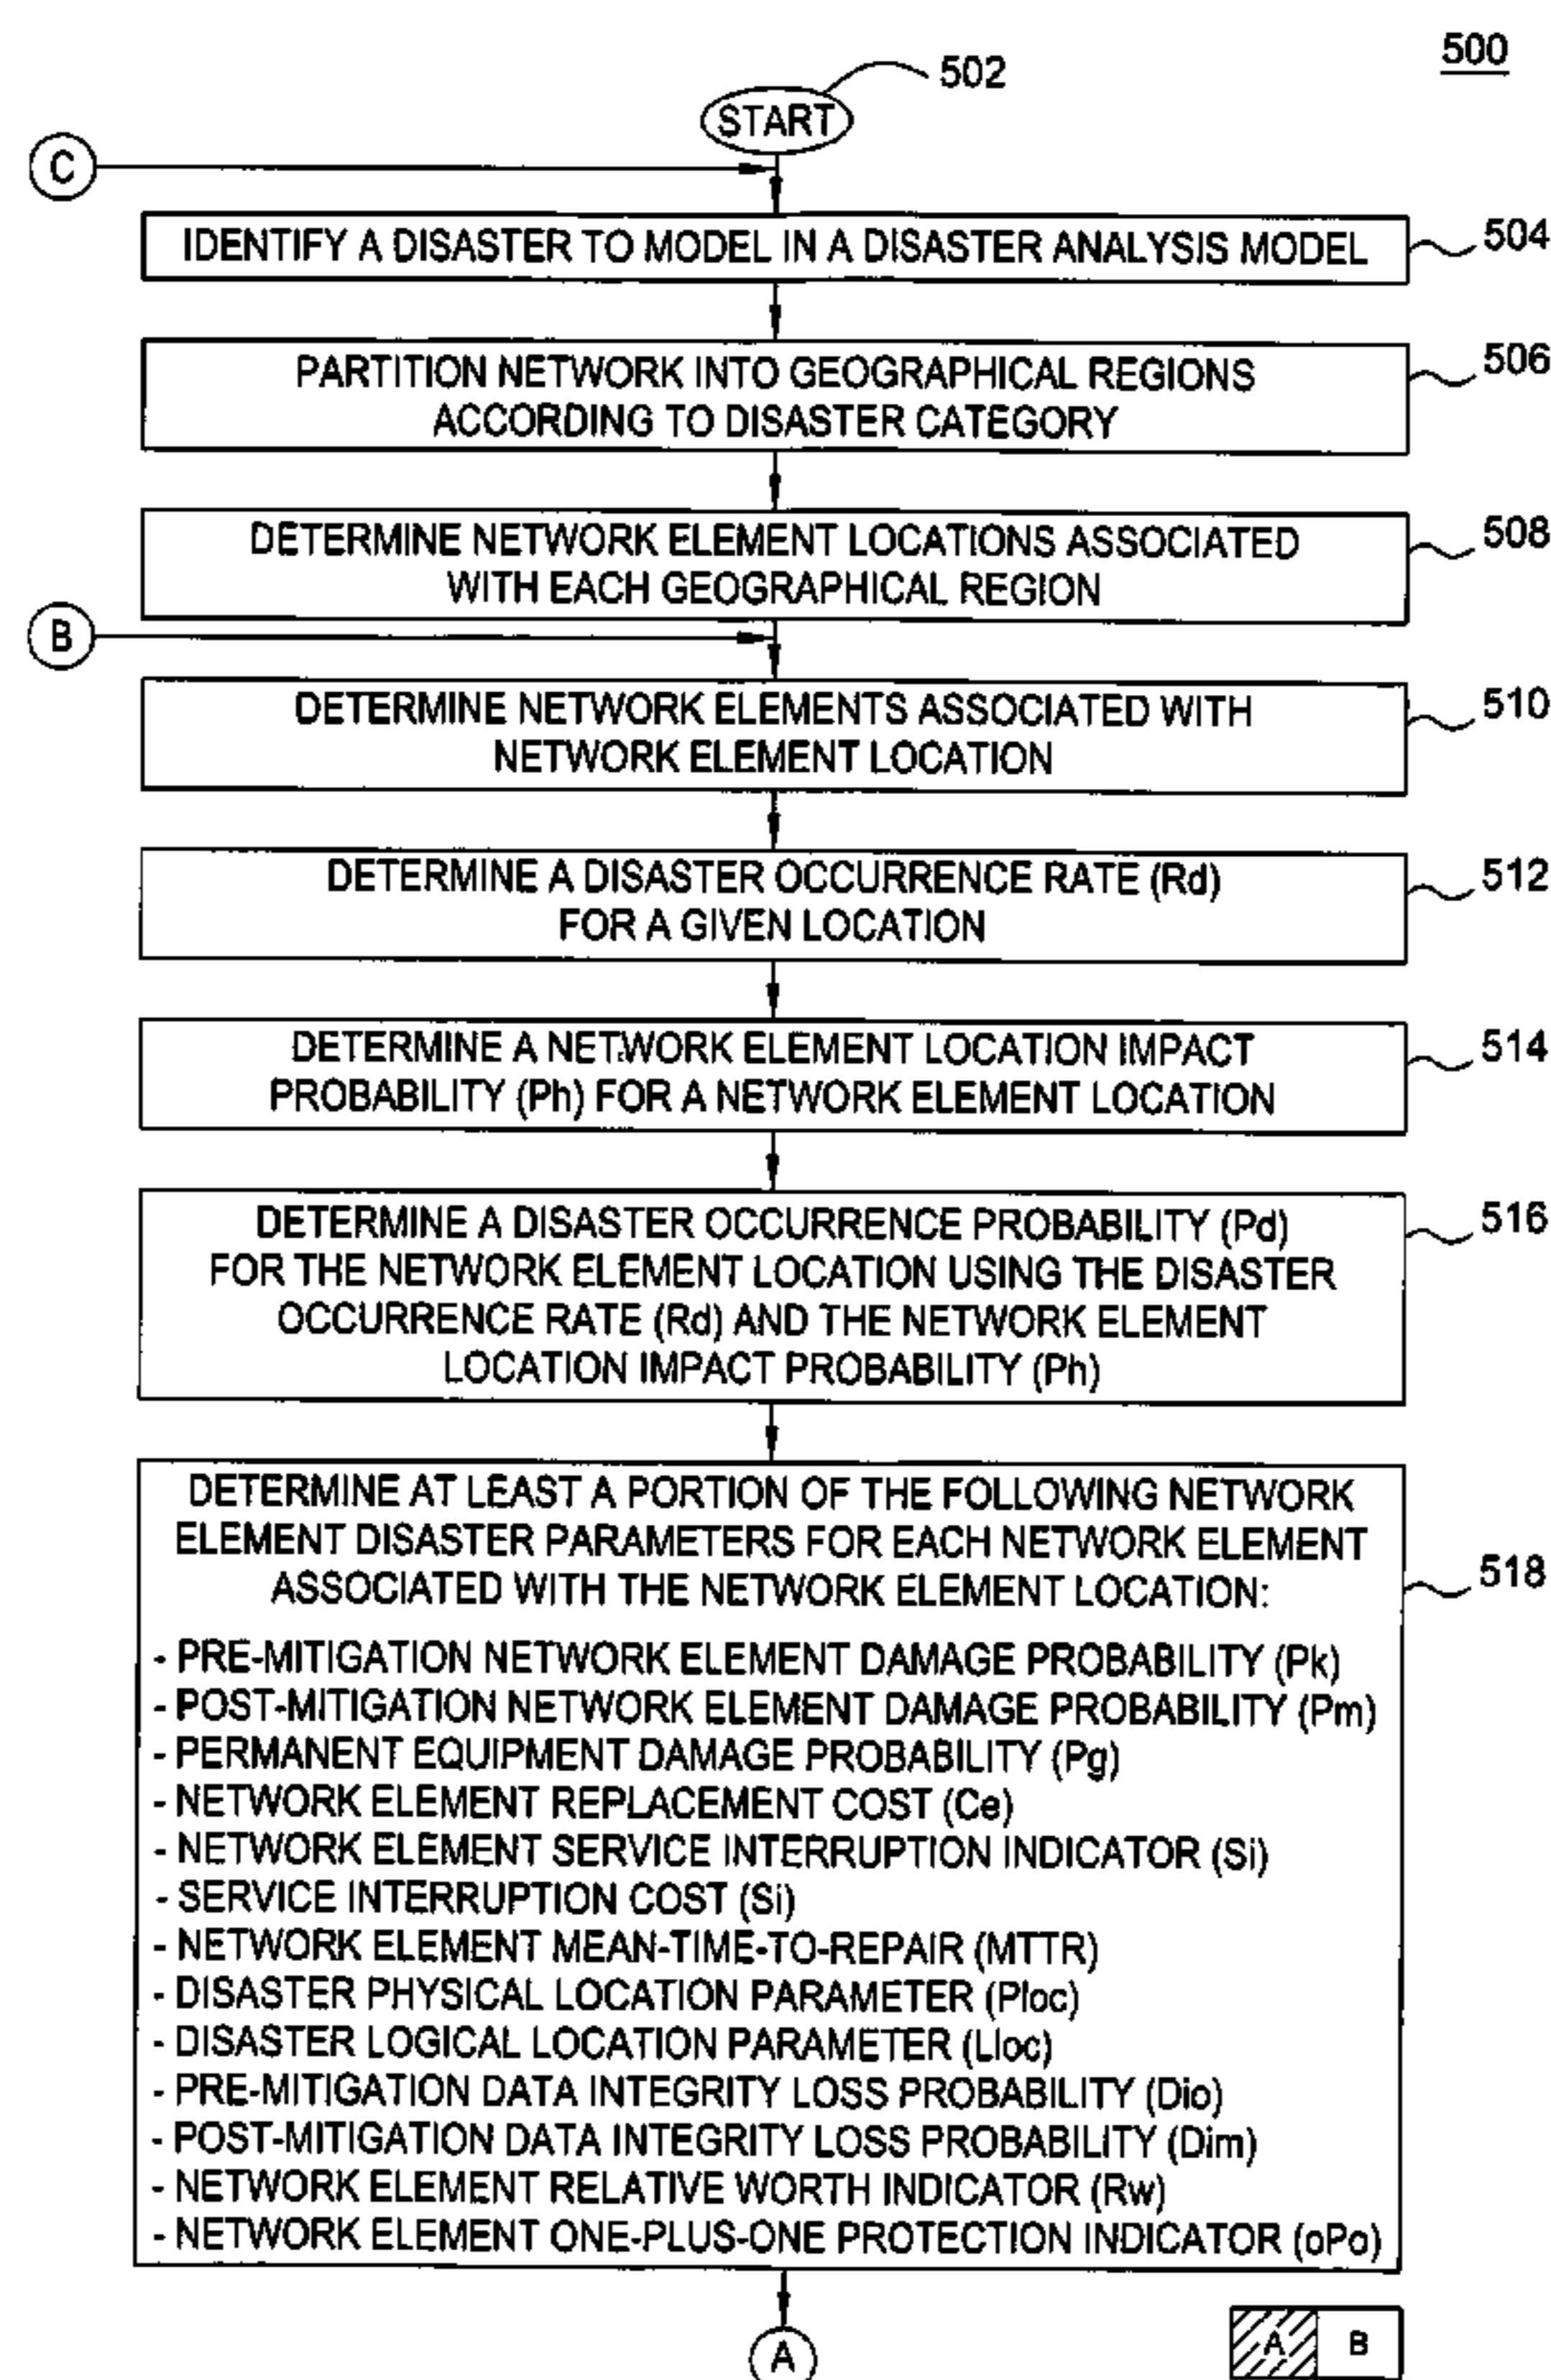 500
502
START
C
IDENTIFY A DISASTER TO MODEL IN A DISASTER ANALYSIS MODEL
504
PARTITION NETWORK INTO GEOGRAPHICAL REGIONS
ACCORDING TO DISASTER CATEGORY
506
DETERMINE NETWORK ELEMENT LOCATIONS ASSOCIATED
WITH EACH GEOGRAPHICAL REGION
508
B
DETERMINE NETWORK ELEMENTS ASSOCIATED WITH
NETWORK ELEMENT LOCATION
510
DETERMINE A DISASTER OCCURRENCE RATE (Rd)
FOR A GIVEN LOCATION
512
DETERMINE A NETWORK ELEMENT LOCATION IMPACT
PROBABILITY (Ph) FOR A NETWORK ELEMENT LOCATION
514
DETERMINE A DISASTER OCCURRENCE PROBABILITY (Pd)
FOR THE NETWORK ELEMENT LOCATION USING THE DISASTER
OCCURRENCE RATE (Rd) AND THE NETWORK ELEMENT
LOCATION IMPACT PROBABILITY (Ph)
516
DETERMINE AT LEAST A PORTION OF THE FOLLOWING NETWORK
ELEMENT DISASTER PARAMETERS FOR EACH NETWORK ELEMENT
ASSOCIATED WITH THE NETWORK ELEMENT LOCATION:
518
- PRE-MITIGATION NETWORK ELEMENT DAMAGE PROBABILITY (Pk)
- POST-MITIGATION NETWORK ELEMENT DAMAGE PROBABILITY (Pm)
- PERMANENT EQUIPMENT DAMAGE PROBABILITY (Pg)
- NETWORK ELEMENT REPLACEMENT COST (Ce)
- NETWORK ELEMENT SERVICE INTERRUPTION INDICATOR (Si)
- SERVICE INTERRUPTION COST (Si)
- NETWORK ELEMENT MEAN-TIME-TO-REPAIR (MTTR)
- DISASTER PHYSICAL LOCATION PARAMETER (Ploc)
- DISASTER LOGICAL LOCATION PARAMETER (Lloc)
- PRE-MITIGATION DATA INTEGRITY LOSS PROBABILITY (Dio)
- POST-MITIGATION DATA INTEGRITY LOSS PROBABILITY (Dim)
- NETWORK ELEMENT RELATIVE WORTH INDICATOR (Rw)
- NETWORK ELEMENT ONE-PLUS-ONE PROTECTION INDICATOR (oPo)
A
A B